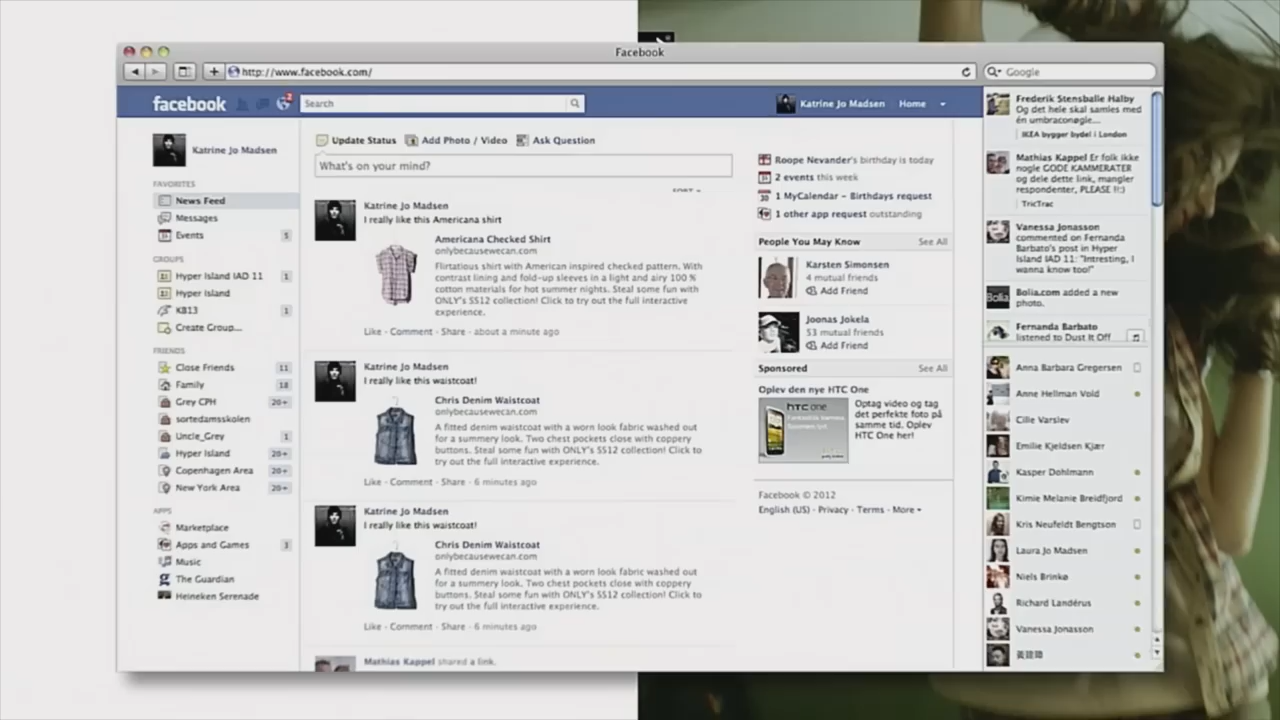 Facebook
http://www.facebook.com/
Google
facebook
2
Search
Katrine Jo Madsen
Home
Katrine Jo Madsen
FAVORITES
News Feed
Messages
Events 5
GROUPS
Hyper Island IAD 11 1
Hyper Island
KB13 1
Create Group...
FRIENDS
Close Friends 11
Family 18
Grey CPH 20+
sortedamsskolen
Uncle_Grey 1
Hyper Island 20+
Copenhagen Area 20+
New York Area 20+
APPS
Marketplace
Apps and Games 3
Music
The Guardian
Heineken Serenade
Update Status Add Photo / Video Ask Question
What's on your mind?
SORT
Katrine Jo Madsen
I really like this Americana shirt
Americana Checked Shirt
onlybecausewecan.com
Flirtatious shirt with American inspired checked pattern. With
contrast lining and fold-up sleeves in a light and airy 100 %
cotton materials for hot summer nights. Steal some fun with
ONLY's SS12 collection! Click to try out the full interactive
experience.
Like · Comment · Share · about a minute ago
Katrine Jo Madsen
I really like this waistcoat!
Chris Denim Waistcoat
onlybecausewecan.com
A fitted denim waistcoat with a worn look fabric washed out
for a summery look. Two chest pockets close with coppery
buttons. Steal some fun with ONLY's SS12 collection! Click to
try out the full interactive experience.
Like · Comment · Share · 6 minutes ago
Katrine Jo Madsen
I really like this waistcoat!
Chris Denim Waistcoat
onlybecausewecan.com
A fitted denim waistcoat with a worn look fabric washed out
for a summery look. Two chest pockets close with coppery
buttons. Steal some fun with ONLY's SS12 collection! Click to
try out the full interactive experience.
Like · Comment · Share · 6 minutes ago
Mathias Kappel shared a link.
Roope Nevander's birthday is today
2 events this week
1 MyCalendar - Birthdays request
1 other app request outstanding
People You May Know See All
Karsten Simonsen
4 mutual friends
Add Friend
Joonas Jokela
53 mutual friends
Add Friend
Sponsored See All
Oplev den nye HTC One
hTC one
Optag video og tag
det perfekte foto på
samme tid. Oplev
HTC One her!
Facebook © 2012
English (US) · Privacy · Terms · More
Frederik Stensballe Halby
Og det hele skal samles med
én umbraconøgle...
IKEA bygger bydel i London
Mathias Kappel Er folk ikke
nogle GODE KAMMERATER
og dele dette link, mangler
respondenter, PLEASE !!:)
TricTrac
Vanessa Jonasson
commented on Fernanda
Barbato's post in Hyper
Island IAD 11: "Intresting, I
wanna know too!"
Bolia
Bolia.com added a new
photo.
Fernanda Barbato
listened to Dust It Off
Anna Barbara Gregersen
Anne Hellman Vold
Cille Varslev
Emilie Kjeldsen Kjær
Kasper Dohlmann
Kimie Melanie Breidfjord
Kris Neufeldt Bengtson
Laura Jo Madsen
Niels Brinkø
Richard Landérus
Vanessa Jonasson